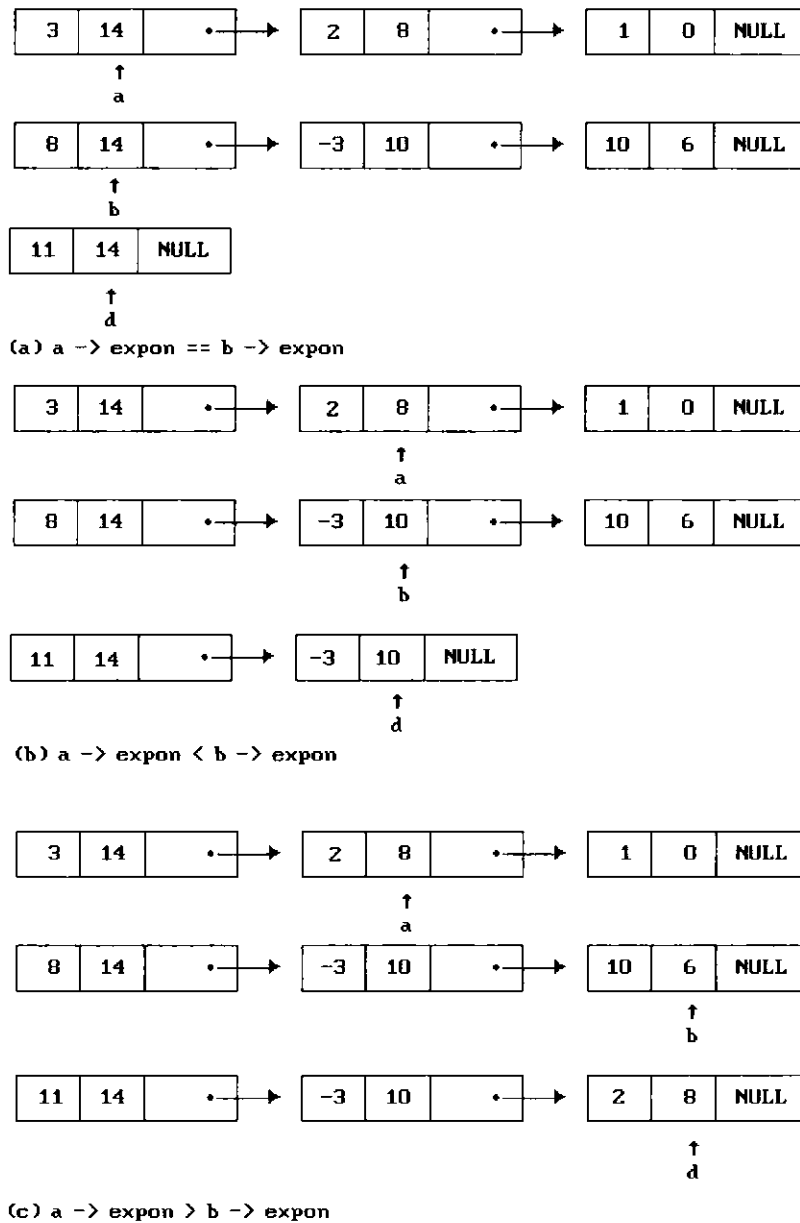 3 14 2 8 1 0 NULL
a
8 14 -3 10 10 6 NULL
b
11 14 NULL
d
(a) a -> expon == b -> expon
3 14 2 8 1 0 NULL
a
8 14 -3 10 10 6 NULL
b
11 14 -3 10 NULL
d
(b) a -> expon < b -> expon
3 14 2 8 1 0 NULL
a
8 14 -3 10 10 6 NULL
b
11 14 -3 10 2 8 NULL
d
(c) a -> expon > b -> expon